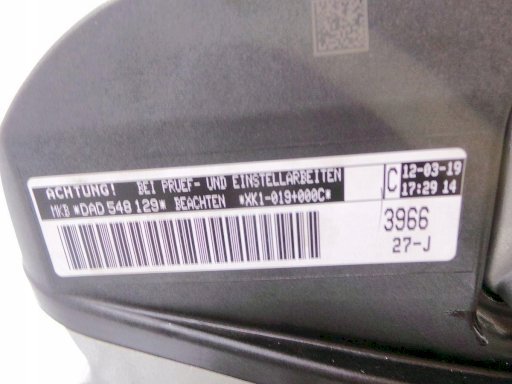 ACHTUNG! BEI PRUEF- UND EINSTELLARBEITEN
MKB *DAD 549 129* BEACHTEN *XK1-019+000C*
C 12-03-19
17:29 14
3966
27-J